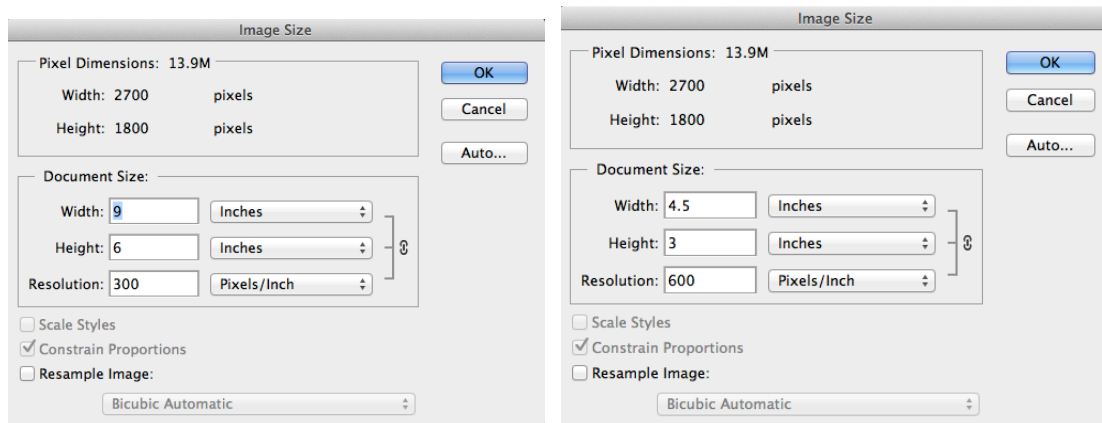 Image Size
Pixel Dimensions: 13.9M
OK
Width: 2700 pixels
Cancel
Height: 1800 pixels
Auto...
Document Size:
Width: 9 Inches
Height: 6 Inches
Resolution: 300 Pixels/Inch
Scale Styles
Constrain Proportions
Resample Image:
Bicubic Automatic
Image Size
Pixel Dimensions: 13.9M
OK
Width: 2700 pixels
Cancel
Height: 1800 pixels
Auto...
Document Size:
Width: 4.5 Inches
Height: 3 Inches
Resolution: 600 Pixels/Inch
Scale Styles
Constrain Proportions
Resample Image:
Bicubic Automatic